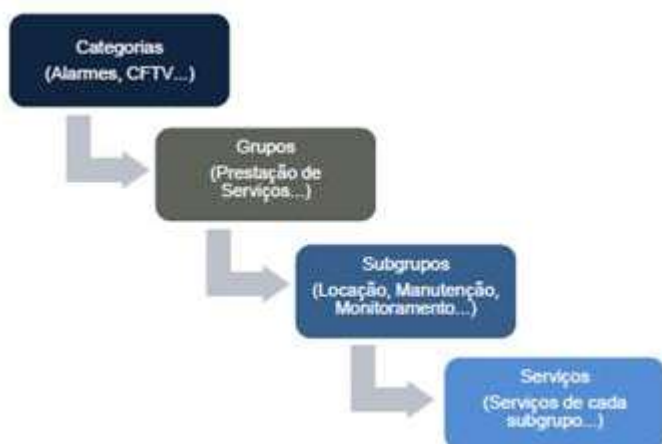 Categorias
(Alarmes, CFTV...)
Grupos
(Prestação de
Serviços...)
Subgrupos
(Locação, Manutenção,
Monitoramento...)
Serviços
(Serviços de cada
subgrupo...)